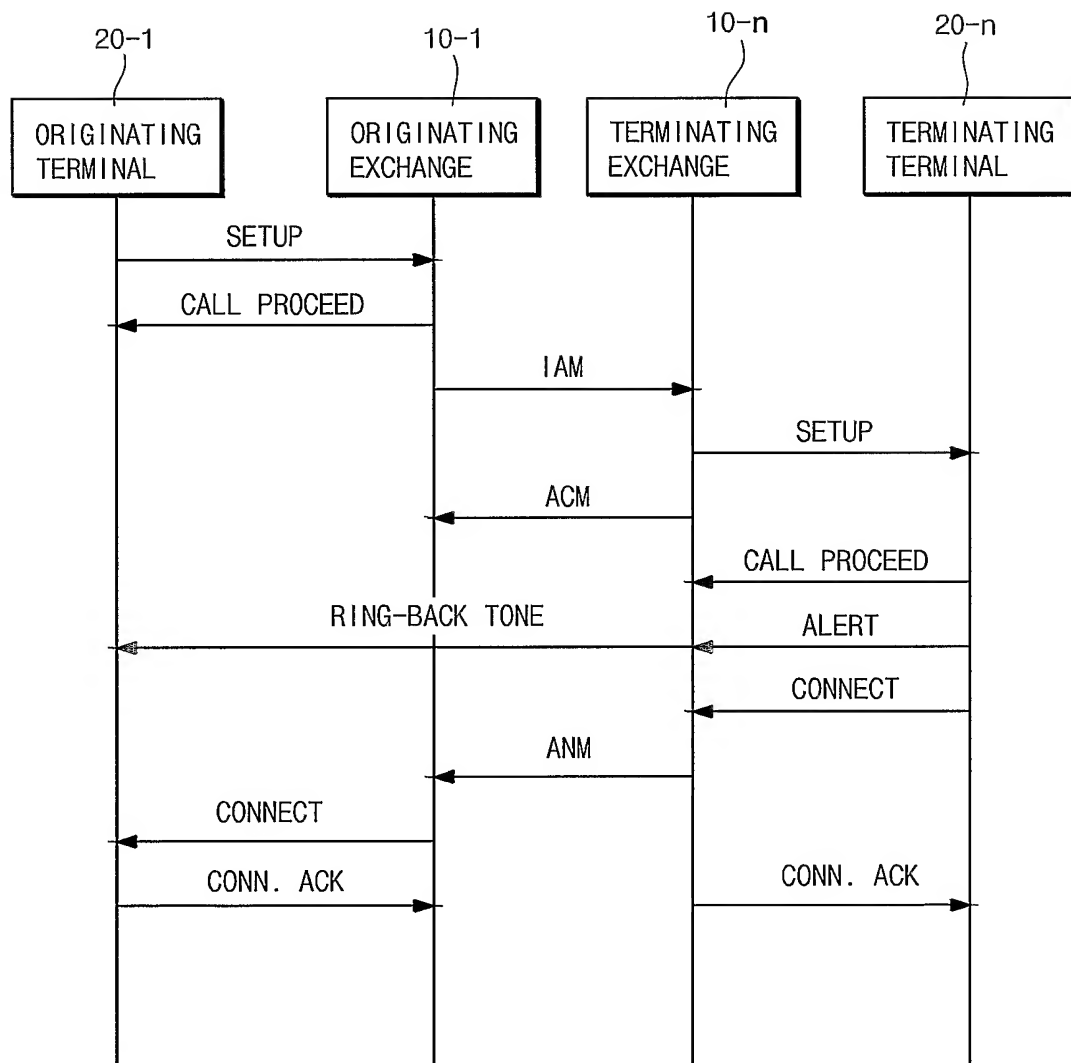 20-1
10-1
10-n
20-n
ORIGINATING
TERMINAL
ORIGINATING
EXCHANGE
TERMINATING
EXCHANGE
TERMINATING
TERMINAL
SETUP
CALL PROCEED
IAM
SETUP
ACM
CALL PROCEED
RING-BACK TONE
ALERT
CONNECT
ANM
CONNECT
CONN. ACK
CONN. ACK